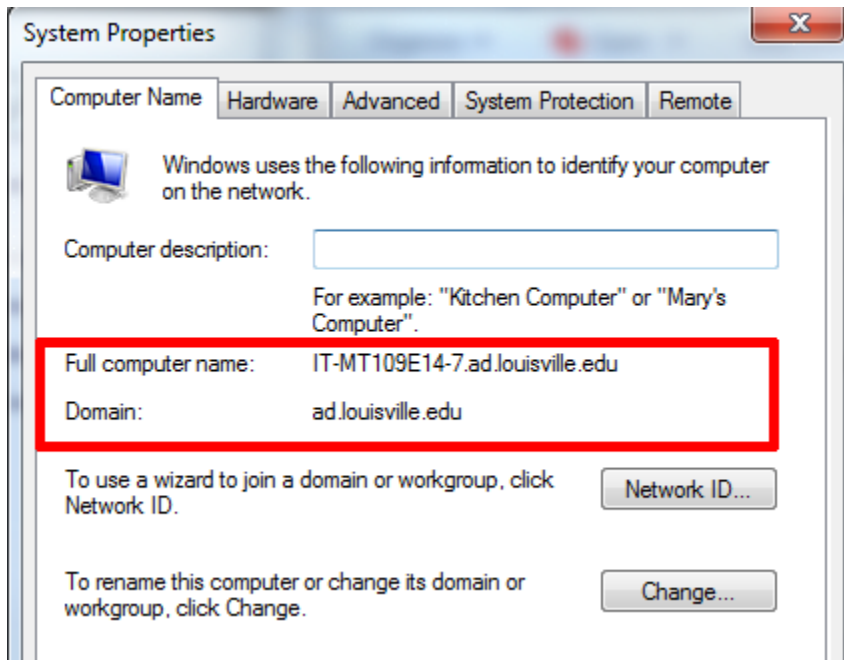 System Properties
Computer Name Hardware Advanced System Protection Remote
Windows uses the following information to identify your computer
on the network.
Computer description:
For example: "Kitchen Computer" or "Mary's
Computer".
Full computer name: IT-MT109E14-7.ad.louisville.edu
Domain: ad.louisville.edu
To use a wizard to join a domain or workgroup, click
Network ID.
Network ID...
To rename this computer or change its domain or
workgroup, click Change.
Change...